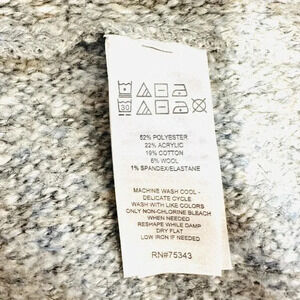 30
52% POLYESTER
22% ACRYLIC
19% COTTON
6% WOOL
1% SPANDEX/ELASTANE
MACHINE WASH COOL -
DELICATE CYCLE
WASH WITH LIKE COLORS
ONLY NON-CHLORINE BLEACH
WHEN NEEDED
RESHAPE WHILE DAMP
DRY FLAT
LOW IRON IF NEEDED
RN#75343